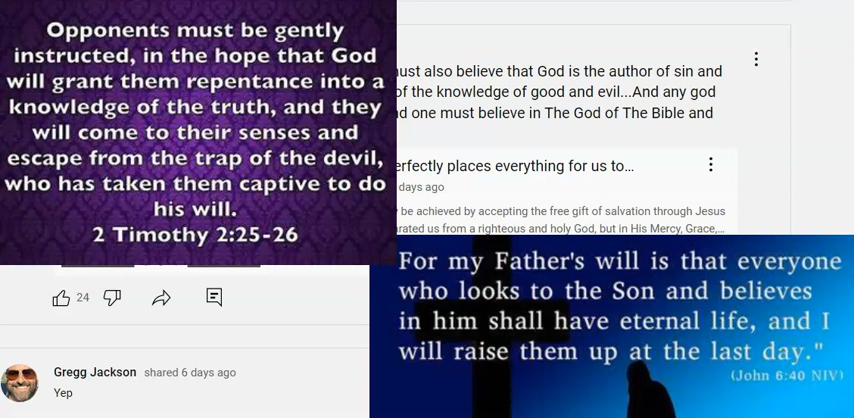 Opponents must be gently
instructed, in the hope that God
will grant them repentance into a
knowledge of the truth, and they
will come to their senses and
escape from the trap of the devil,
who has taken them captive to do
his will.
2 Timothy 2:25-26
also believe that God is the author of sin and
of the knowledge of good and evil...And any god
one must believe in The God of The Bible and
places everything for us to...
days ago
be achieved by accepting the free gift of salvation through Jesus
us from a righteous and holy God, but in His Mercy, Grace,...
24
Gregg Jackson shared 6 days ago
Yep
For my Father's will is that everyone
who looks to the Son and believes
in him shall have eternal life, and I
will raise them up at the last day."
(John 6:40 NIV)